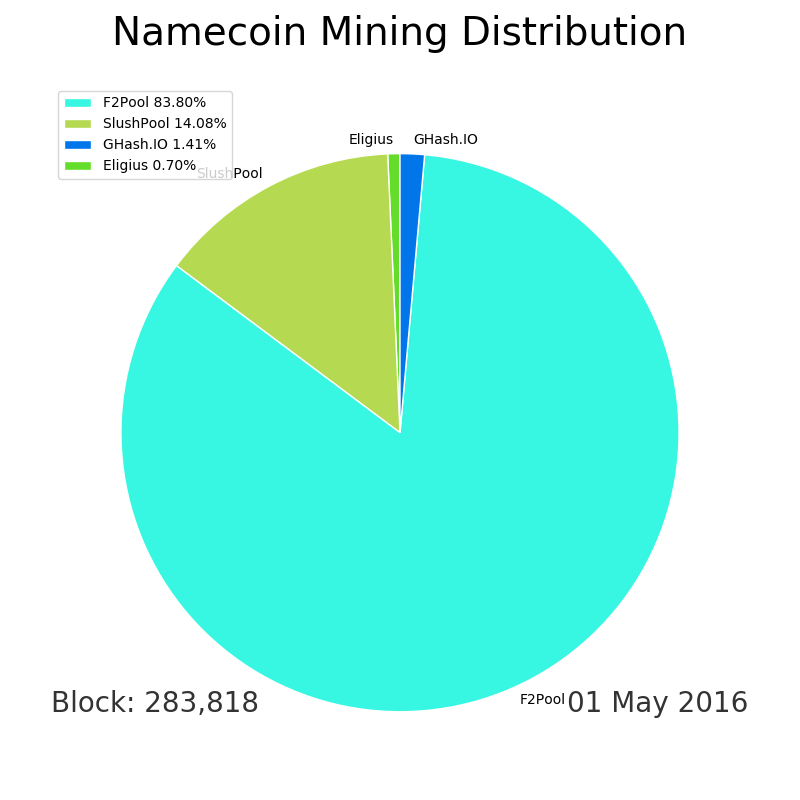 Namecoin Mining Distribution
F2Pool 83.80%
SlushPool 14.08%
GHash.IO 1.41%
Eligius 0.70%
Eligius
GHash.IO
SlushPool
F2Pool
Block: 283,818
01 May 2016